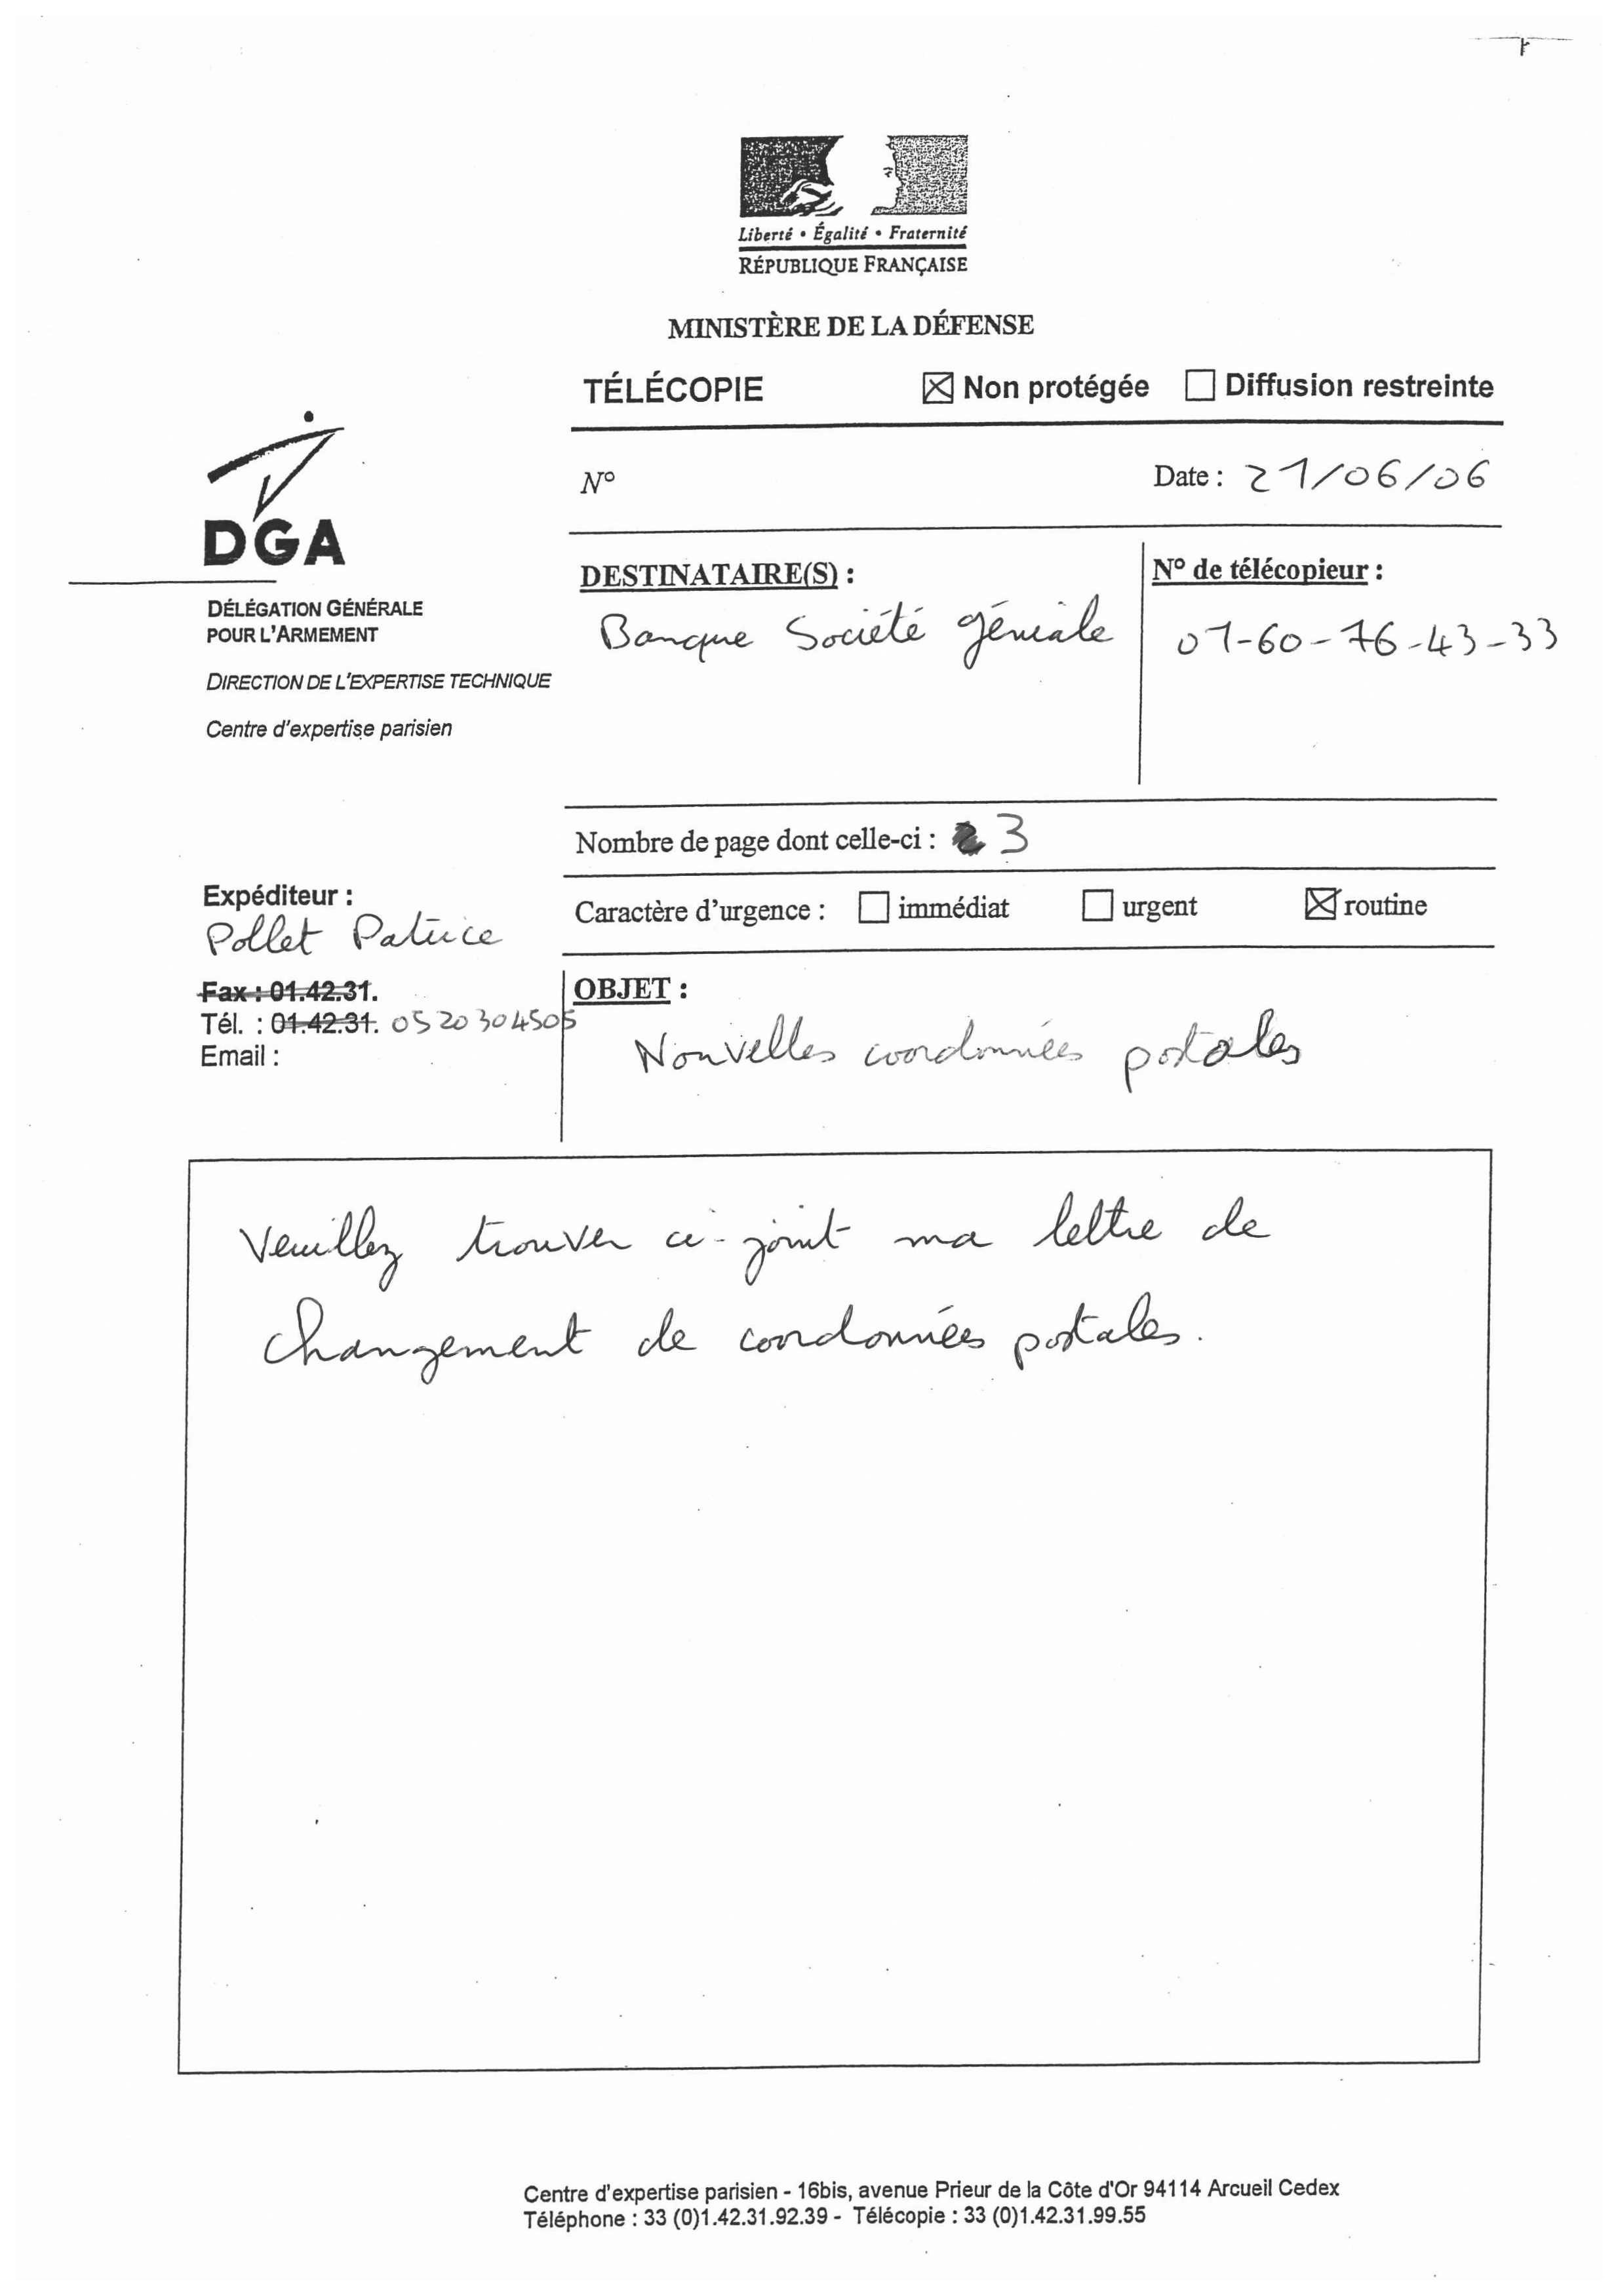 Liberté • Égalité • Fraternité
RÉPUBLIQUE FRANÇAISE
MINISTÈRE DE LA DÉFENSE
TÉLÉCOPIE ☒ Non protégée ☐ Diffusion restreinte
N° Date : 21/06/06
DGA
DÉLÉGATION GÉNÉRALE
POUR L'ARMEMENT
DIRECTION DE L'EXPERTISE TECHNIQUE
Centre d'expertise parisien
DESTINATAIRE(S) :
Banque Société géniale
N° de télécopieur :
01-60-76-43-33
Nombre de page dont celle-ci : 3
Caractère d'urgence : ☐ immédiat ☐ urgent ☒ routine
Expéditeur :
Pollet Patrice
Fax : 01.42.31.
Tél. : 01.42.31. 0520304505
Email :
OBJET :
Nouvelles coordonnées postales
Veuillez trouver ci-joint ma lettre de
changement de coordonnées postales.
Centre d'expertise parisien - 16bis, avenue Prieur de la Côte d'Or 94114 Arcueil Cedex
Téléphone : 33 (0)1.42.31.92.39 - Télécopie : 33 (0)1.42.31.99.55